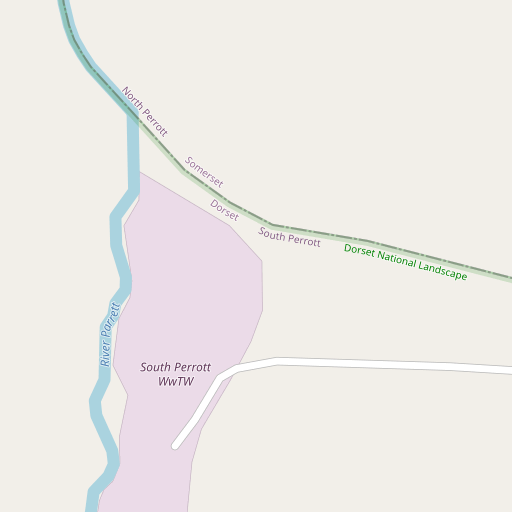 North Perrott
Somerset
Dorset
South Perrott
Dorset National Landscape
River Parrett
South Perrott
WwTW